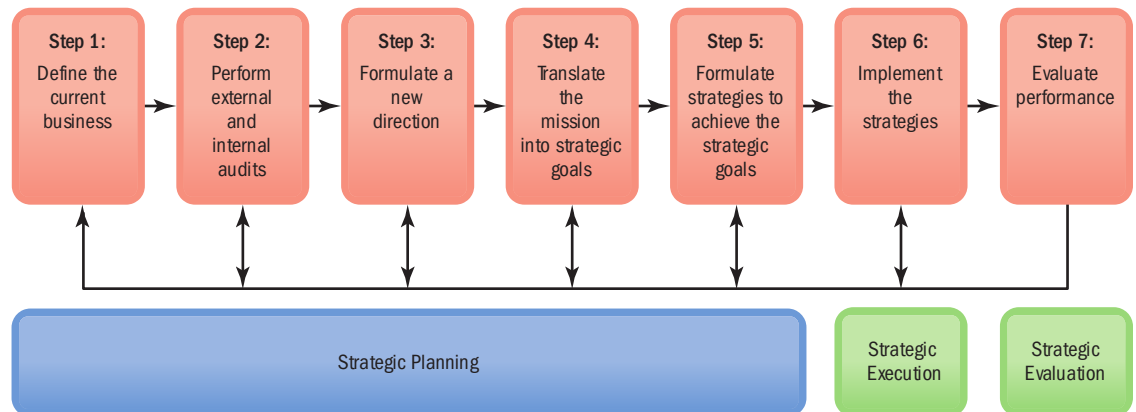 Step 1:
Define the
current
business
Step 2:
Perform
external
and
internal
audits
Step 3:
Formulate a
new
direction
Step 4:
Translate
the
mission
into strategic
goals
Step 5:
Formulate
strategies to
achieve the
strategic
goals
Step 6:
Implement
the
strategies
Step 7:
Evaluate
performance
Strategic Planning
Strategic
Execution
Strategic
Evaluation